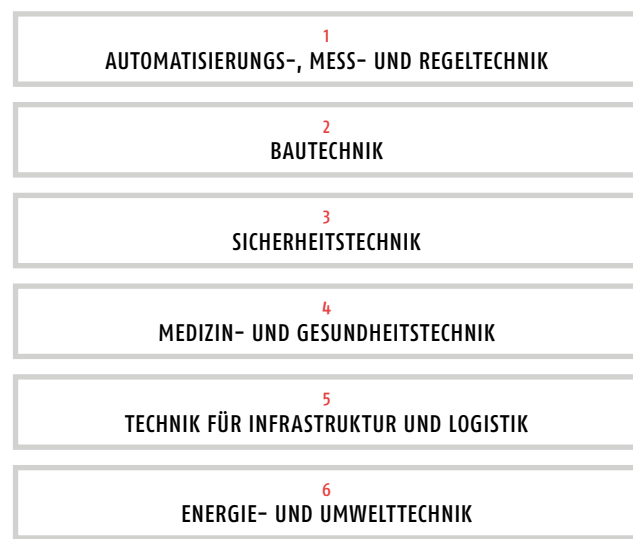 1
AUTOMATISIERUNGS-, MESS- UND REGELTECHNIK
2
BAUTECHNIK
3
SICHERHEITSTECHNIK
4
MEDIZIN- UND GESUNDHEITSTECHNIK
5
TECHNIK FÜR INFRASTRUKTUR UND LOGISTIK
6
ENERGIE- UND UMWELTTECHNIK